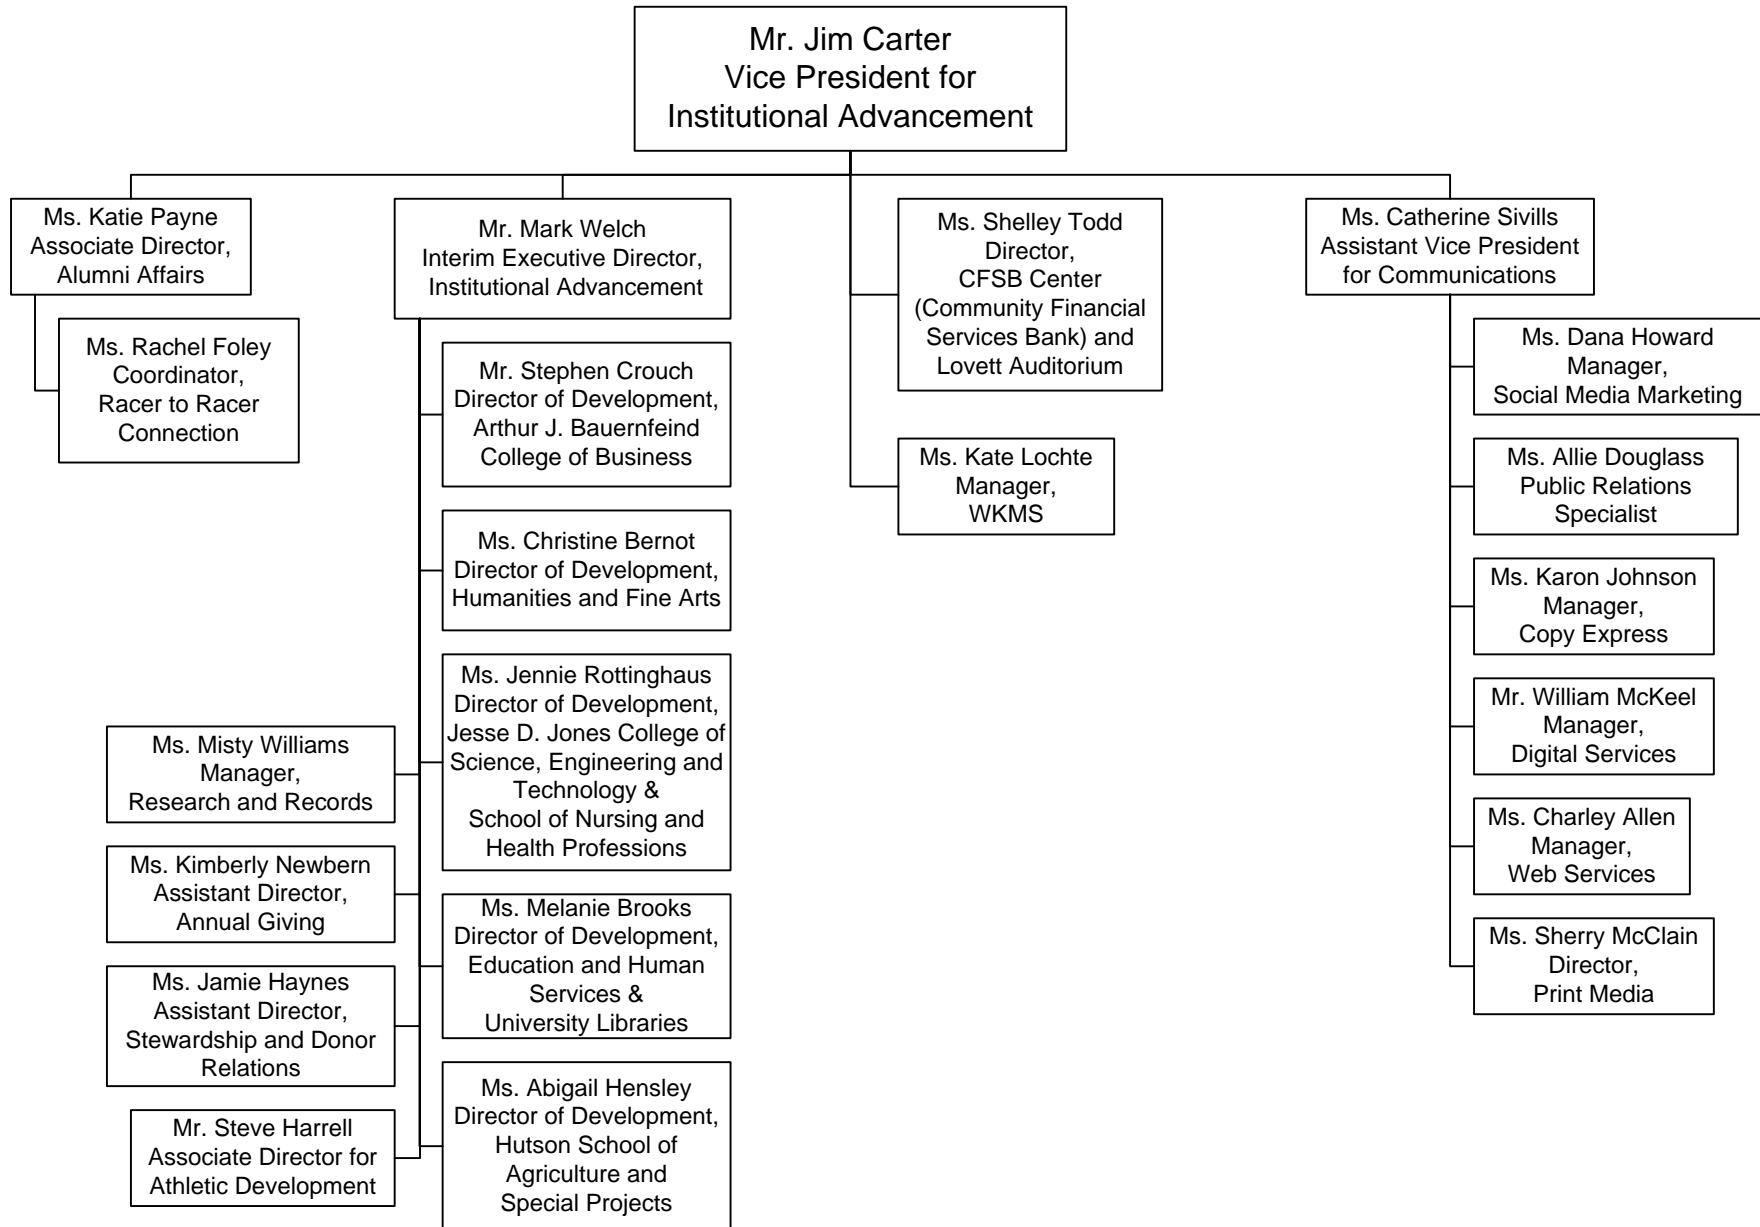 Mr. Jim Carter
Vice President for
Institutional Advancement
Ms. Katie Payne
Associate Director,
Alumni Affairs
Ms. Rachel Foley
Coordinator,
Racer to Racer
Connection
Mr. Mark Welch
Interim Executive Director,
Institutional Advancement
Mr. Stephen Crouch
Director of Development,
Arthur J. Bauernfeind
College of Business
Ms. Christine Bernot
Director of Development,
Humanities and Fine Arts
Ms. Jennie Rottinghaus
Director of Development,
Jesse D. Jones College of
Science, Engineering and
Technology &
School of Nursing and
Health Professions
Ms. Melanie Brooks
Director of Development,
Education and Human
Services &
University Libraries
Ms. Abigail Hensley
Director of Development,
Hutson School of
Agriculture and
Special Projects
Ms. Misty Williams
Manager,
Research and Records
Ms. Kimberly Newbern
Assistant Director,
Annual Giving
Ms. Jamie Haynes
Assistant Director,
Stewardship and Donor
Relations
Mr. Steve Harrell
Associate Director for
Athletic Development
Ms. Shelley Todd
Director,
CFSB Center
(Community Financial
Services Bank) and
Lovett Auditorium
Ms. Kate Lochte
Manager,
WKMS
Ms. Catherine Sivills
Assistant Vice President
for Communications
Ms. Dana Howard
Manager,
Social Media Marketing
Ms. Allie Douglass
Public Relations
Specialist
Ms. Karon Johnson
Manager,
Copy Express
Mr. William McKeel
Manager,
Digital Services
Ms. Charley Allen
Manager,
Web Services
Ms. Sherry McClain
Director,
Print Media